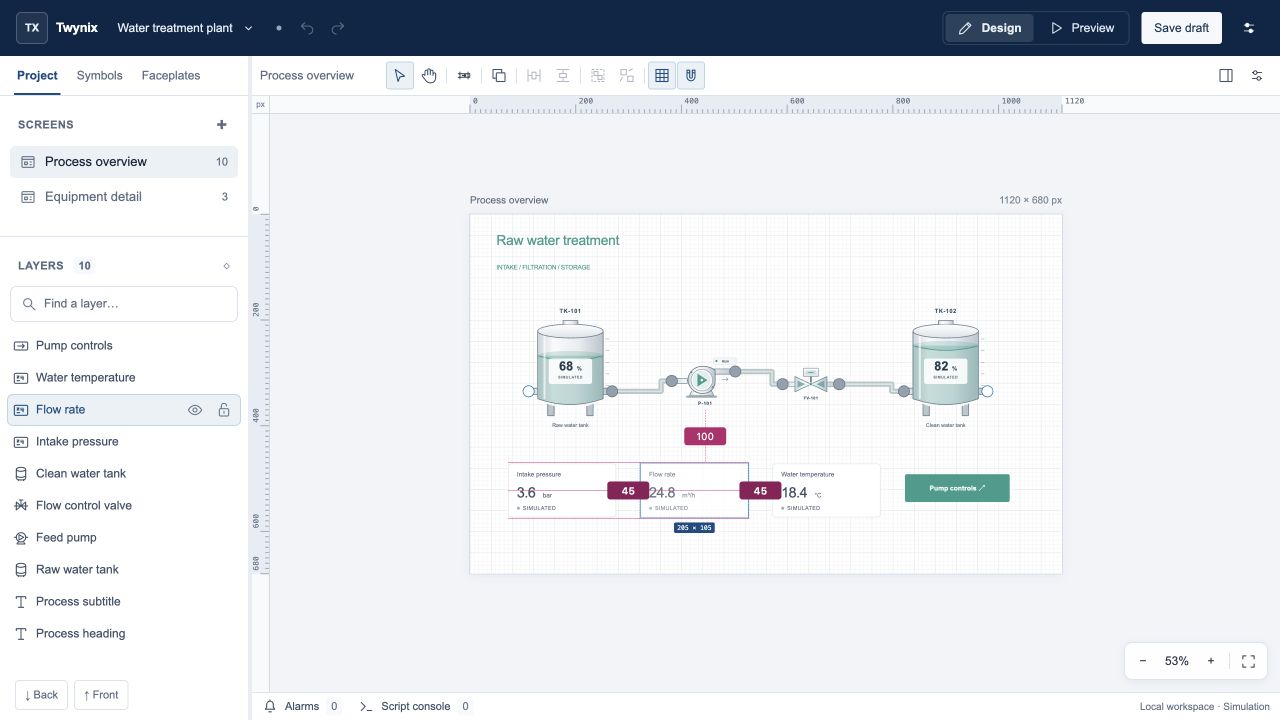 TX Twynix Water treatment plant Design Preview Save draft
Project Symbols Faceplates
Process overview
SCREENS
Process overview 10
Equipment detail 3
LAYERS 10
Find a layer…
Pump controls
Water temperature
Flow rate
Intake pressure
Clean water tank
Flow control valve
Feed pump
Raw water tank
Process subtitle
Process heading
↓ Back ↑ Front
px 0 200 400 600 800 1000 1120
0
200
400
600
680
Process overview 1120 × 680 px
Raw water treatment
INTAKE / FILTRATION / STORAGE
TK-101 TK-102
68 %
SIMULATED
82 %
SIMULATED
P-101
FV-101
Raw water tank Clean water tank
100
Intake pressure
3.6 bar
SIMULATED
45
Flow rate
24.8 m³/h
SIMULATED
45
Water temperature
18.4 °C
SIMULATED
Pump controls ↗
205 × 105
− 53% +
Alarms 0 Script console 0
Local workspace · Simulation